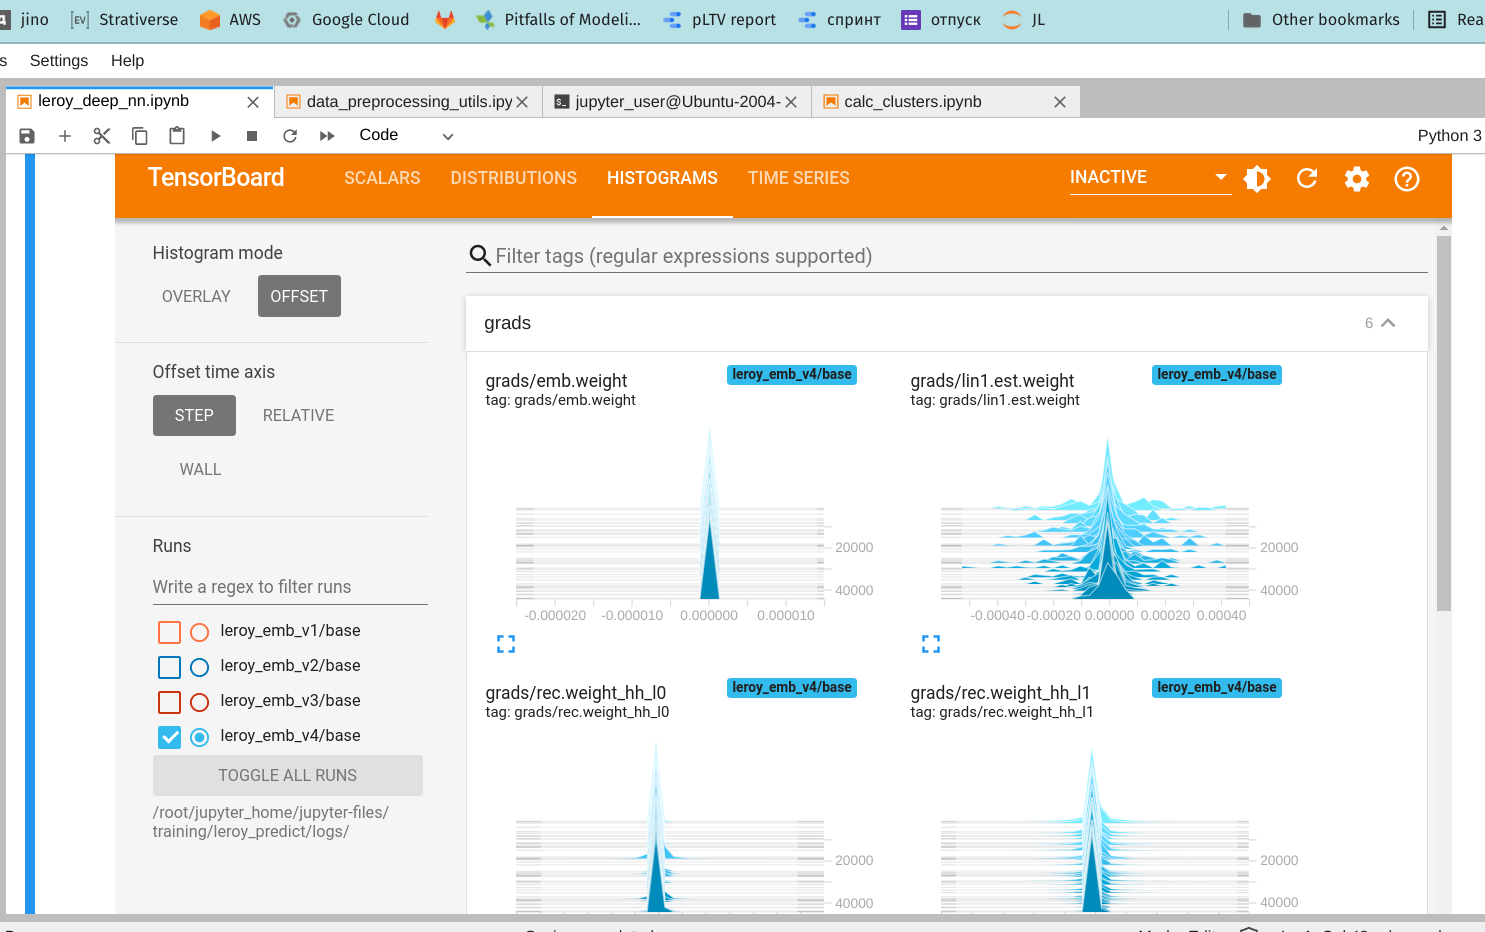 jino
[EV] Strativerse
AWS
Google Cloud
Pitfalls of Modeli...
pLTV report
спринт
отпуск
JL
Other bookmarks
Rea
s Settings Help
leroy_deep_nn.ipynb
data_preprocessing_utils.ipy
jupyter_user@Ubuntu-2004-
calc_clusters.ipynb
Code
Python 3
TensorBoard
SCALARS DISTRIBUTIONS HISTOGRAMS TIME SERIES
INACTIVE
Histogram mode
OVERLAY OFFSET
Offset time axis
STEP RELATIVE
WALL
Runs
Write a regex to filter runs
leroy_emb_v1/base
leroy_emb_v2/base
leroy_emb_v3/base
leroy_emb_v4/base
TOGGLE ALL RUNS
/root/jupyter_home/jupyter-files/
training/leroy_predict/logs/
Filter tags (regular expressions supported)
grads
6
grads/emb.weight
tag: grads/emb.weight
leroy_emb_v4/base
20000
40000
-0.000020 -0.000010 0.000000 0.000010
grads/lin1.est.weight
tag: grads/lin1.est.weight
leroy_emb_v4/base
20000
40000
-0.00040 -0.00020 0.00000 0.00020 0.00040
grads/rec.weight_hh_l0
tag: grads/rec.weight_hh_l0
leroy_emb_v4/base
20000
40000
grads/rec.weight_hh_l1
tag: grads/rec.weight_hh_l1
leroy_emb_v4/base
20000
40000